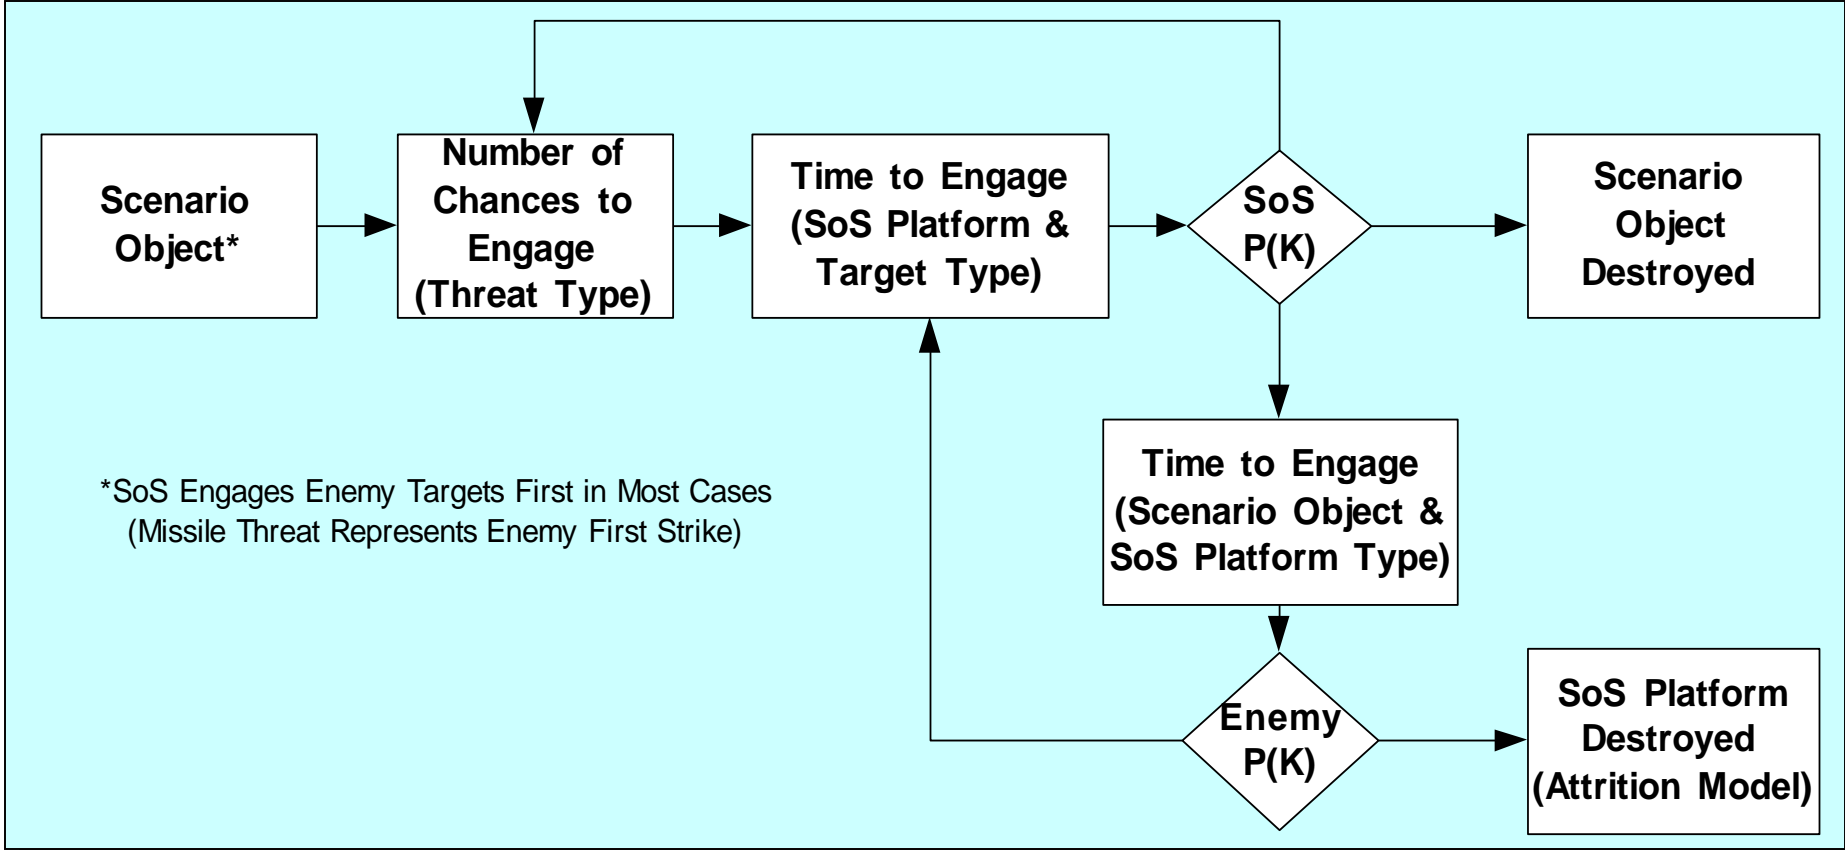 Scenario
Object*
Number of
Chances to
Engage
(Threat Type)
Time to Engage
(SoS Platform &
Target Type)
SoS
P(K)
Scenario
Object
Destroyed
Time to Engage
(Scenario Object &
SoS Platform Type)
*SoS Engages Enemy Targets First in Most Cases
(Missile Threat Represents Enemy First Strike)
Enemy
P(K)
SoS Platform
Destroyed
(Attrition Model)